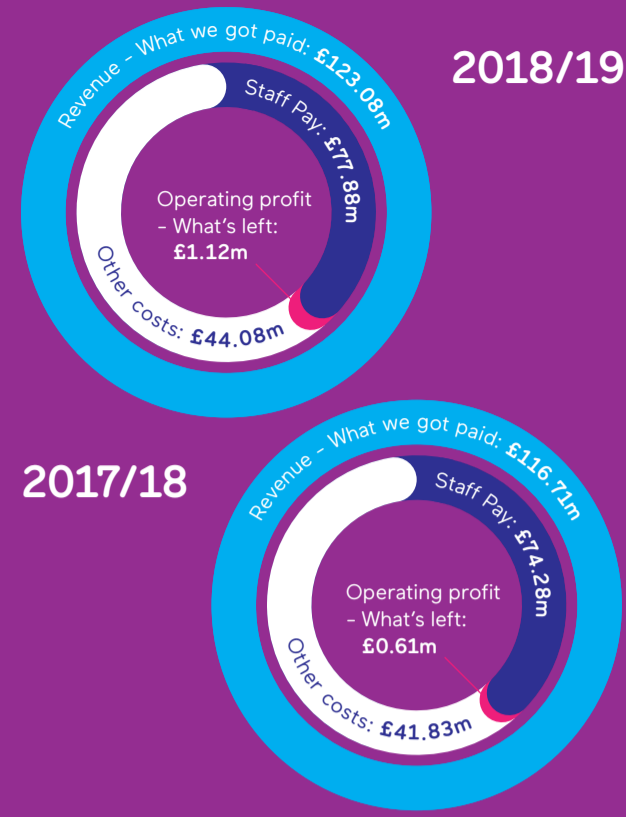 2018/19
Revenue - What we got paid: £123.08m
Staff Pay: £77.88m
Operating profit
- What's left:
£1.12m
Other costs: £44.08m
2017/18
Revenue - What we got paid: £116.71m
Staff Pay: £74.28m
Operating profit
- What's left:
£0.61m
Other costs: £41.83m